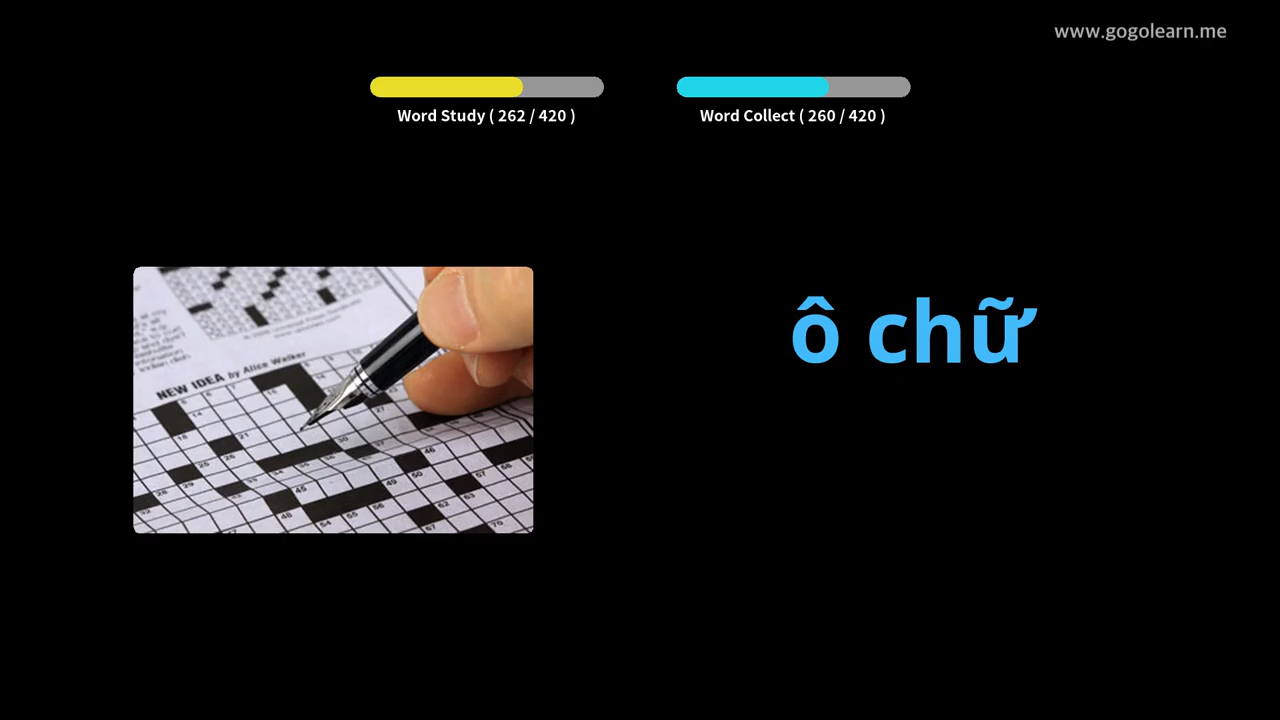 www.gogolearn.me
Word Study ( 262 / 420 )
Word Collect ( 260 / 420 )
ô chữ
NEW IDEA by Alice Walker